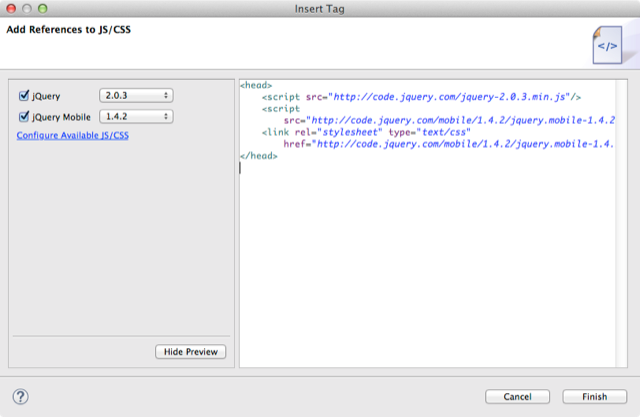 Insert Tag
Add References to JS/CSS
</>
jQuery 2.0.3
jQuery Mobile 1.4.2
Configure Available JS/CSS
<head>
<script src="http://code.jquery.com/jquery-2.0.3.min.js"/>
<script
src="http://code.jquery.com/mobile/1.4.2/jquery.mobile-1.4.2
<link rel="stylesheet" type="text/css"
href="http://code.jquery.com/mobile/1.4.2/jquery.mobile-1.4.
</head>
Hide Preview
?
Cancel
Finish